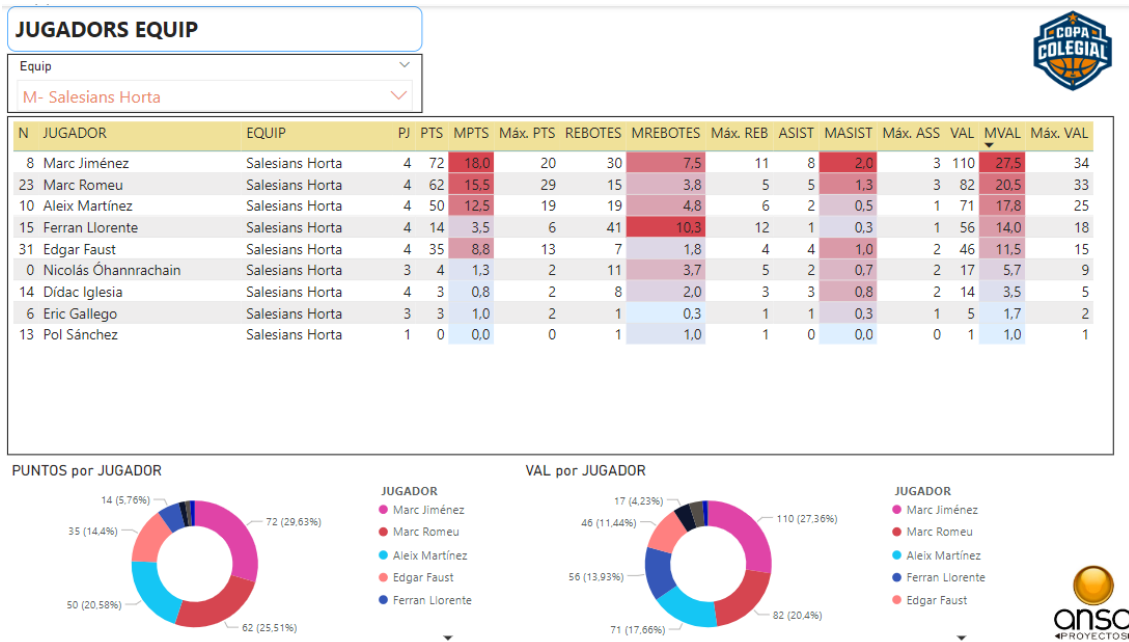 JUGADORS EQUIP
COPA
COLEGIAL
Equip
M- Salesians Horta
N JUGADOR EQUIP PJ PTS MPTS Máx. PTS REBOTES MREBOTES Máx. REB ASIST MASIST Máx. ASS VAL MVAL Máx. VAL
8 Marc Jiménez Salesians Horta 4 72 18,0 20 30 7,5 11 8 2,0 3 110 27,5 34
23 Marc Romeu Salesians Horta 4 62 15,5 29 15 3,8 5 5 1,3 3 82 20,5 33
10 Aleix Martínez Salesians Horta 4 50 12,5 19 19 4,8 6 2 0,5 1 71 17,8 25
15 Ferran Llorente Salesians Horta 4 14 3,5 6 41 10,3 12 1 0,3 1 56 14,0 18
31 Edgar Faust Salesians Horta 4 35 8,8 13 7 1,8 4 4 1,0 2 46 11,5 15
0 Nicolás Óhannrachain Salesians Horta 3 4 1,3 2 11 3,7 5 2 0,7 2 17 5,7 9
14 Dídac Iglesia Salesians Horta 4 3 0,8 2 8 2,0 3 3 0,8 2 14 3,5 5
6 Eric Gallego Salesians Horta 3 3 1,0 2 1 0,3 1 1 0,3 1 5 1,7 2
13 Pol Sánchez Salesians Horta 1 0 0,0 0 1 1,0 1 0 0,0 0 1 1,0 1
PUNTOS por JUGADOR
14 (5,76%)
35 (14,4%)
72 (29,63%)
50 (20,58%)
62 (25,51%)
JUGADOR
Marc Jiménez
Marc Romeu
Aleix Martínez
Edgar Faust
Ferran Llorente
VAL por JUGADOR
17 (4,23%)
46 (11,44%)
110 (27,36%)
56 (13,93%)
82 (20,4%)
71 (17,66%)
JUGADOR
Marc Jiménez
Marc Romeu
Aleix Martínez
Ferran Llorente
Edgar Faust
ansa
PROYECTOS